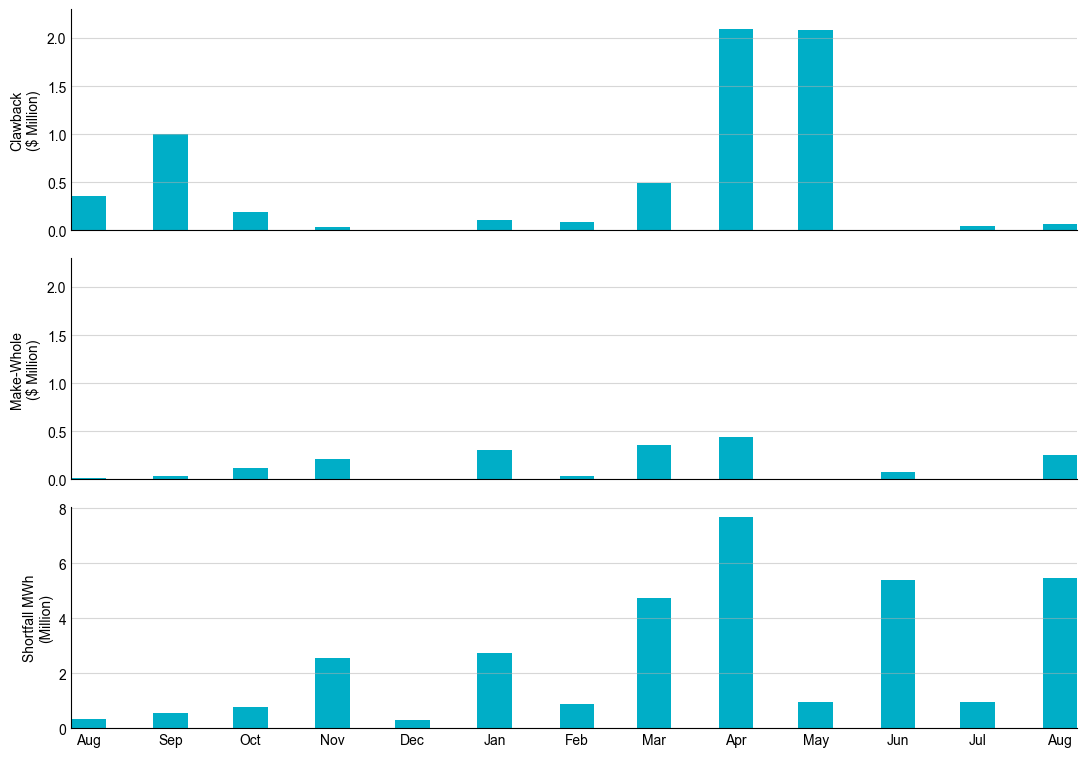 Clawback
($ Million)
2.0
1.5
1.0
0.5
0.0
Make-Whole
($ Million)
2.0
1.5
1.0
0.5
0.0
Shortfall MWh
(Million)
8
6
4
2
0
Aug Sep Oct Nov Dec Jan Feb Mar Apr May Jun Jul Aug